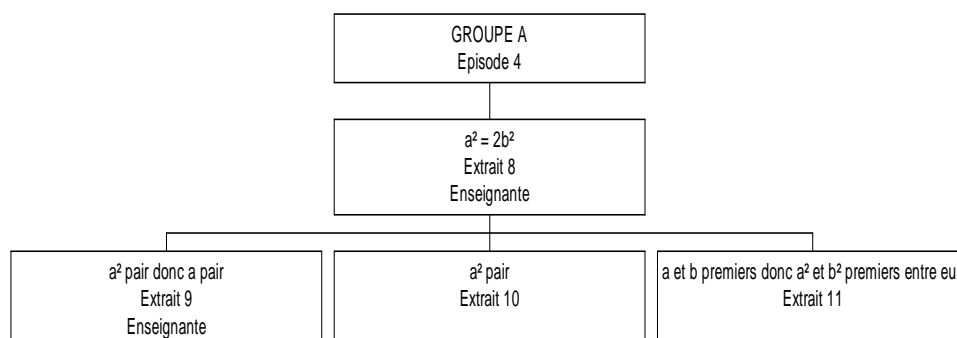 GROUPE A
Episode 4
a² = 2b²
Extrait 8
Enseignante
a² pair donc a pair
Extrait 9
Enseignante
a² pair
Extrait 10
a et b premiers donc a² et b² premiers entre eu
Extrait 11